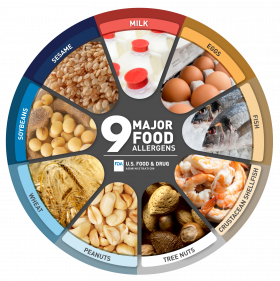 MILK
EGGS
FISH
CRUSTACEAN SHELLFISH
TREE NUTS
PEANUTS
WHEAT
SOYBEANS
SESAME
9 MAJOR
FOOD
ALLERGENS
FDA U.S. FOOD & DRUG
ADMINISTRATION